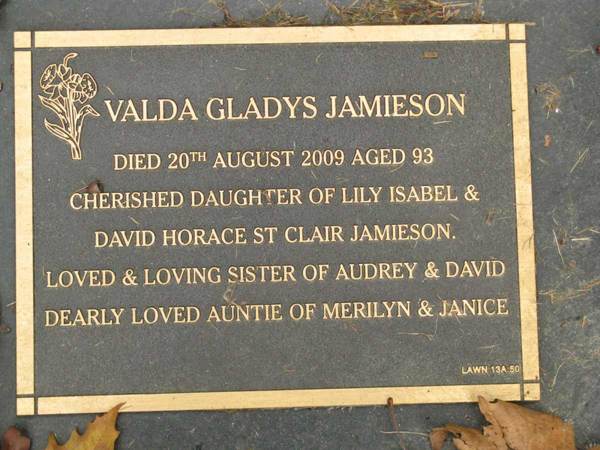 VALDA GLADYS JAMIESON
DIED 20TH AUGUST 2009 AGED 93
CHERISHED DAUGHTER OF LILY ISABEL &
DAVID HORACE ST CLAIR JAMIESON.
LOVED & LOVING SISTER OF AUDREY & DAVID
DEARLY LOVED AUNTIE OF MERILYN & JANICE
LAWN 13A 50